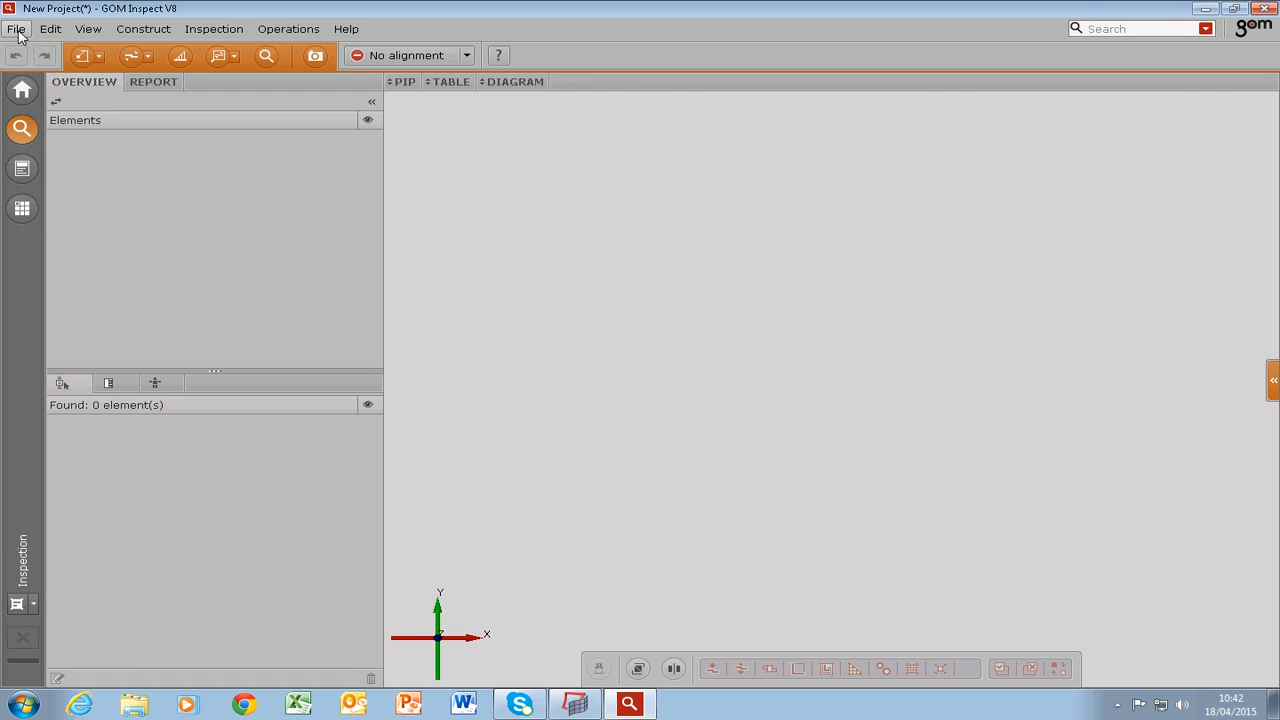 New Project(*) - GOM Inspect V8
File Edit View Construct Inspection Operations Help
Search
gom
No alignment
?
OVERVIEW REPORT
PIP TABLE DIAGRAM
Elements
Found: 0 element(s)
Inspection
Y
X
Z
10:42
18/04/2015